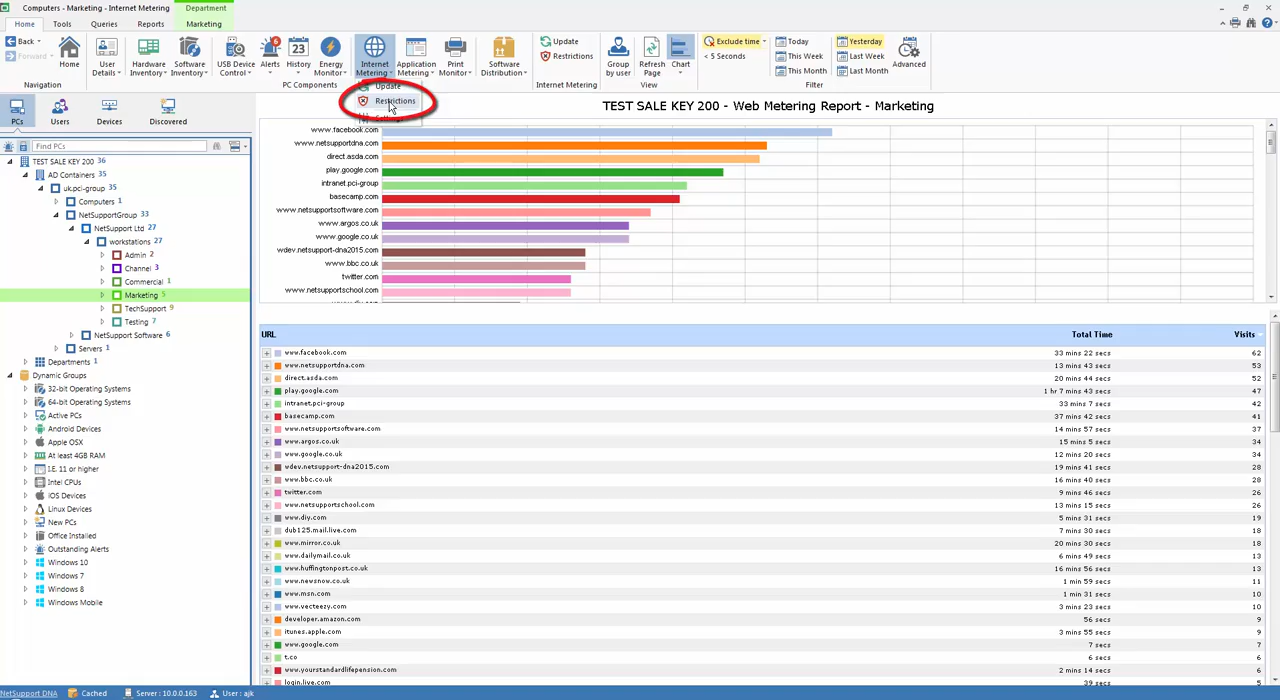 Computers - Marketing - Internet Metering
Department
Home
Tools
Queries
Reports
Marketing
Back
Forward
Navigation
Home
User Details
Hardware Inventory
Software Inventory
USB Device Control
Alerts
6
History
23
Energy Monitor
Internet Metering
Application Metering
Print Monitor
PC Components
Software Distribution
Update
Restrictions
Internet Metering
Group by user
Refresh Page
Chart
View
Exclude time
< 5 Seconds
Today
This Week
This Month
Yesterday
Last Week
Last Month
Filter
Advanced
Update
Restrictions
PCs
Users
Devices
Discovered
Find PCs
TEST SALE KEY 200 36
AD Containers 35
uk.pci-group 35
Computers 1
NetSupportGroup 33
NetSupport Ltd 27
workstations 27
Admin 2
Channel 3
Commercial 1
Marketing 5
TechSupport 9
Testing 7
NetSupport Software 6
Servers 1
Departments 1
Dynamic Groups
32-bit Operating Systems
64-bit Operating Systems
Active PCs
Android Devices
Apple OSX
At least 4GB RAM
I.E. 11 or higher
Intel CPUs
iOS Devices
Linux Devices
New PCs
Office Installed
Outstanding Alerts
Windows 10
Windows 7
Windows 8
Windows Mobile
TEST SALE KEY 200 - Web Metering Report - Marketing
www.facebook.com
www.netsupportdna.com
direct.asda.com
play.google.com
intranet.pci-group
basecamp.com
www.netsupportsoftware.com
www.argos.co.uk
www.google.co.uk
wdev.netsupport-dna2015.com
www.bbc.co.uk
twitter.com
www.netsupportschool.com
URL Total Time Visits
www.facebook.com 33 mins 22 secs 62
www.netsupportdna.com 13 mins 43 secs 53
direct.asda.com 20 mins 44 secs 52
play.google.com 1 hr 7 mins 43 secs 47
intranet.pci-group 33 mins 7 secs 42
basecamp.com 37 mins 42 secs 41
www.netsupportsoftware.com 14 mins 57 secs 37
www.argos.co.uk 15 mins 5 secs 34
www.google.co.uk 12 mins 20 secs 34
wdev.netsupport-dna2015.com 19 mins 41 secs 28
www.bbc.co.uk 16 mins 40 secs 28
twitter.com 9 mins 46 secs 26
www.netsupportschool.com 13 mins 15 secs 26
www.diy.com 5 mins 31 secs 19
dub125.mail.live.com 7 mins 30 secs 18
www.mirror.co.uk 20 mins 30 secs 18
www.dailymail.co.uk 6 mins 49 secs 13
www.huffingtonpost.co.uk 16 mins 56 secs 13
www.newsnow.co.uk 1 min 59 secs 11
www.msn.com 1 min 31 secs 10
www.vecteezy.com 3 mins 23 secs 10
developer.amazon.com 56 secs 9
itunes.apple.com 3 mins 55 secs 9
www.google.com 7 secs 7
t.co 6 secs 6
www.yourstandardlifepension.com 2 mins 14 secs 6
login.live.com 39 secs 5
NetSupport DNA
Cached
Server : 10.0.0.163
User : ajk